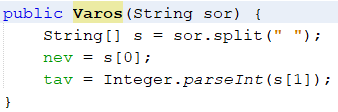 public Varos(String sor) {
String[] s = sor.split(" ");
nev = s[0];
tav = Integer.parseInt(s[1]);
}